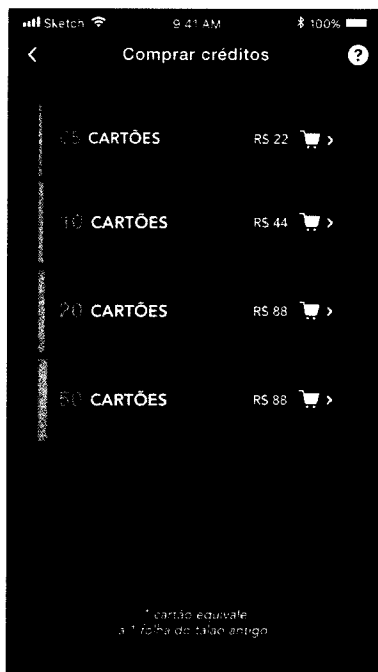 Sketch 9:41 AM 100%
Comprar créditos ?
05 CARTÕES R$ 22
10 CARTÕES R$ 44
20 CARTÕES R$ 88
50 CARTÕES R$ 88
* cartão equivale
a 1 folha do talão antigo